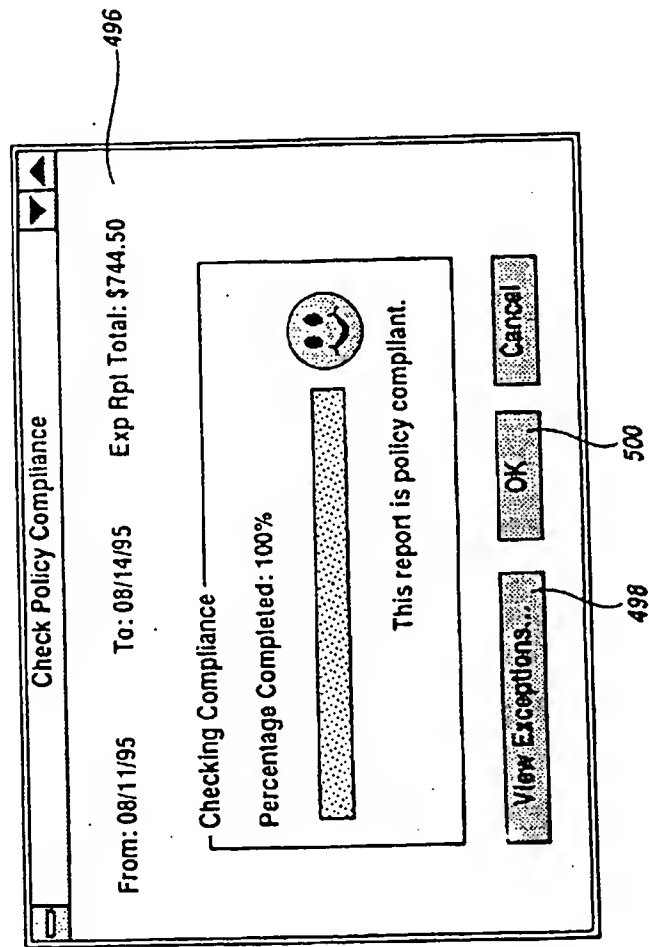 Check Policy Compliance
From: 08/11/95 To: 08/14/95 Exp Rpt Total: $744.50
496
Checking Compliance
Percentage Completed: 100%
This report is policy compliant.
View Exceptions... OK Cancel
498 500